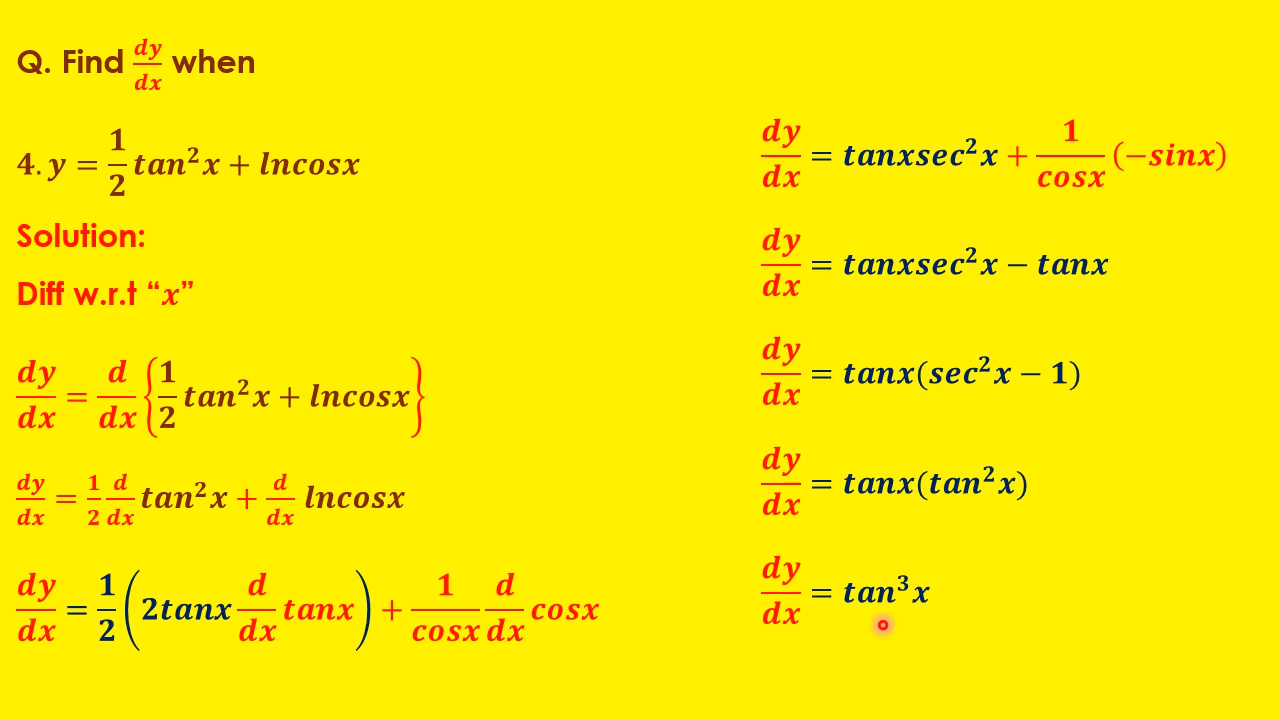 Q. Find dy/dx when
4. y = 1/2 tan²x + lncosx
Solution:
Diff w.r.t “x”
dy/dx = d/dx {1/2 tan²x + lncosx}
dy/dx = 1/2 d/dx tan²x + d/dx lncosx
dy/dx = 1/2 (2tanx d/dx tanx) + 1/cosx d/dx cosx
dy/dx = tanxsec²x + 1/cosx (−sinx)
dy/dx = tanxsec²x − tanx
dy/dx = tanx(sec²x − 1)
dy/dx = tanx(tan²x)
dy/dx = tan³x